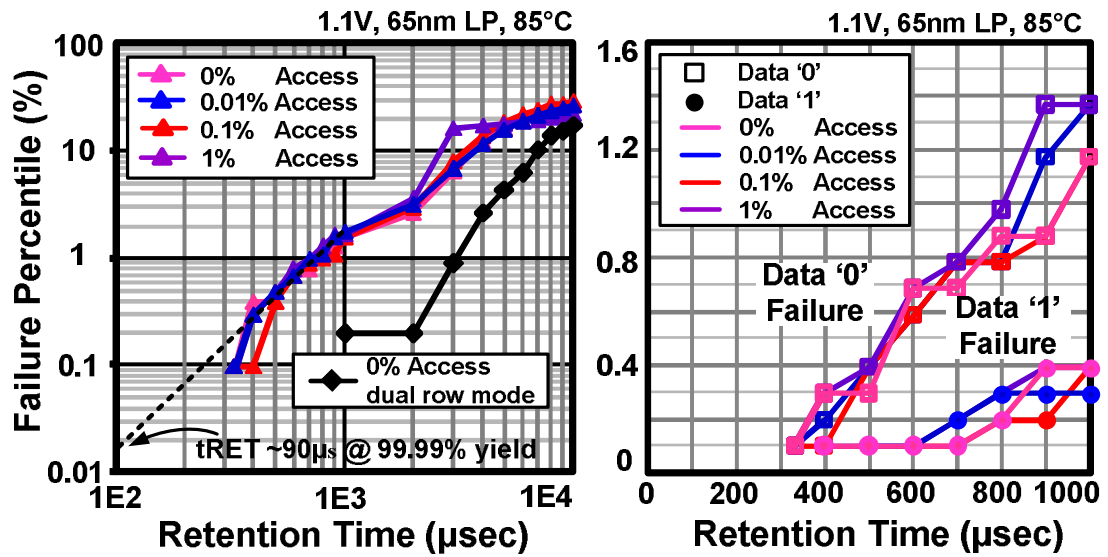 1.1V, 65nm LP, 85°C
Failure Percentile (%)
100
10
1
0.1
0.01
0% Access
0.01% Access
0.1% Access
1% Access
0% Access
dual row mode
tRET ~90µs @ 99.99% yield
1E2 1E3 1E4
Retention Time (µsec)
1.1V, 65nm LP, 85°C
1.6
1.2
0.8
0.4
0
Data ‘0’
Data ‘1’
0% Access
0.01% Access
0.1% Access
1% Access
Data ‘0’
Failure
Data ‘1’
Failure
0 200 400 600 800 1000
Retention Time (µsec)